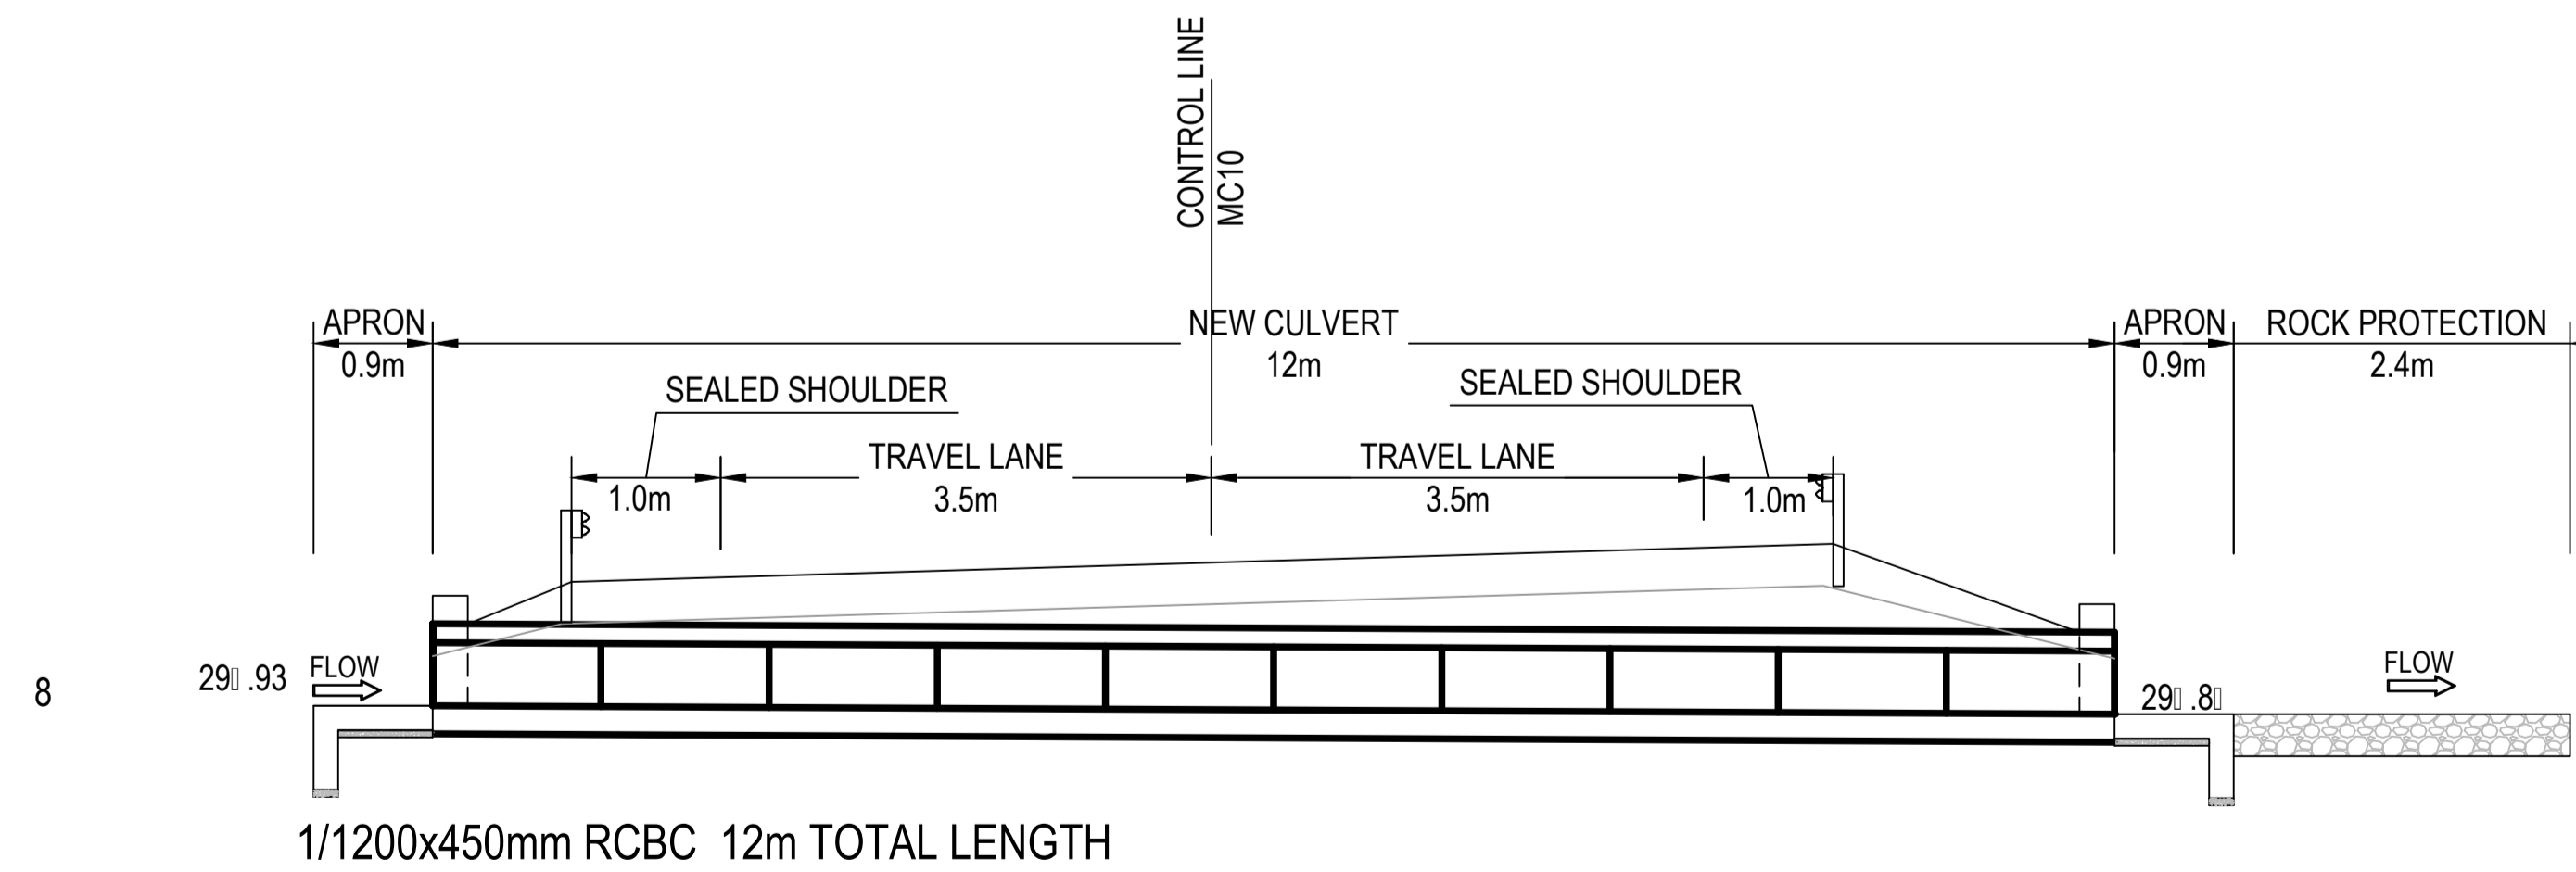 CONTROL LINE
MC10
APRON
0.9m
NEW CULVERT
12m
APRON
0.9m
ROCK PROTECTION
2.4m
SEALED SHOULDER
SEALED SHOULDER
1.0m
TRAVEL LANE
3.5m
TRAVEL LANE
3.5m
1.0m
8
FLOW
FLOW
1/1200x450mm RCBC 12m TOTAL LENGTH